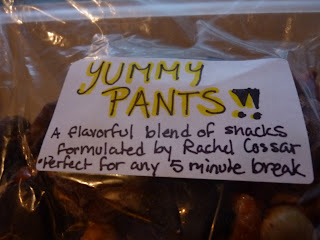 YUMMY
PANTS!!
A flavorful blend of snacks
formulated by Rachel Cossar
*Perfect for any 5 minute break